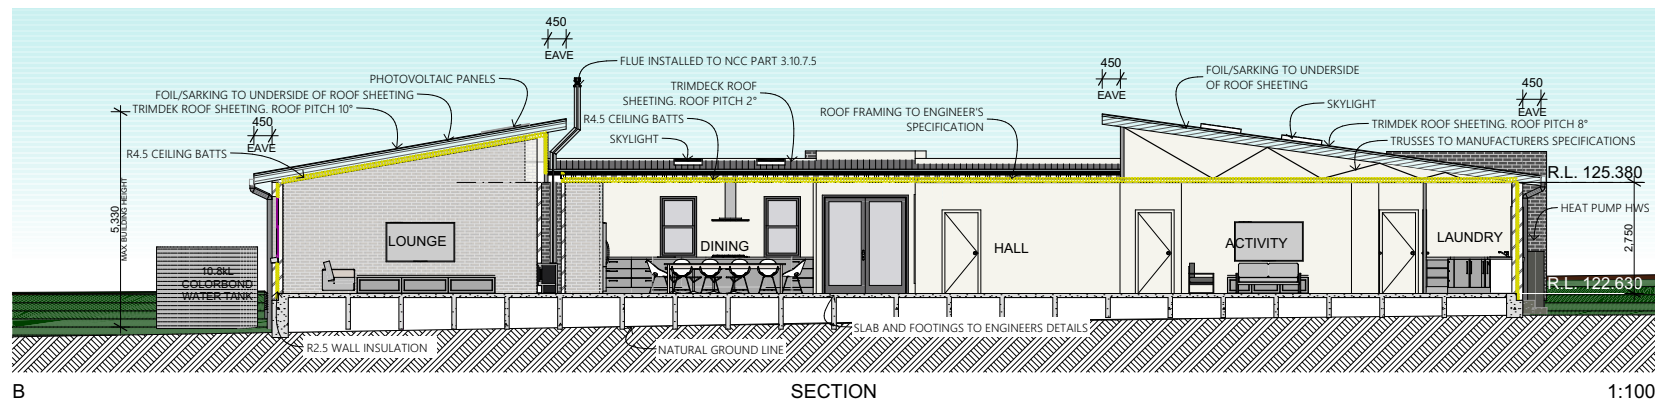 450
EAVE
FLUE INSTALLED TO NCC PART 3.10.7.5
PHOTOVOLTAIC PANELS
FOIL/SARKING TO UNDERSIDE OF ROOF SHEETING
TRIMDEK ROOF SHEETING. ROOF PITCH 10°
450
EAVE
R4.5 CEILING BATTS
TRIMDECK ROOF
SHEETING. ROOF PITCH 2°
R4.5 CEILING BATTS
SKYLIGHT
ROOF FRAMING TO ENGINEER'S
SPECIFICATION
450
EAVE
FOIL/SARKING TO UNDERSIDE
OF ROOF SHEETING
SKYLIGHT
450
EAVE
TRIMDEK ROOF SHEETING. ROOF PITCH 8°
TRUSSES TO MANUFACTURERS SPECIFICATIONS
R.L. 125.380
HEAT PUMP HWS
2,750
R.L. 122.630
5,330
MAX BUILDING HEIGHT
LOUNGE
DINING
HALL
ACTIVITY
LAUNDRY
10.8kL
COLORBOND
WATER TANK
R2.5 WALL INSULATION
NATURAL GROUND LINE
SLAB AND FOOTINGS TO ENGINEERS DETAILS
B
SECTION
1:100